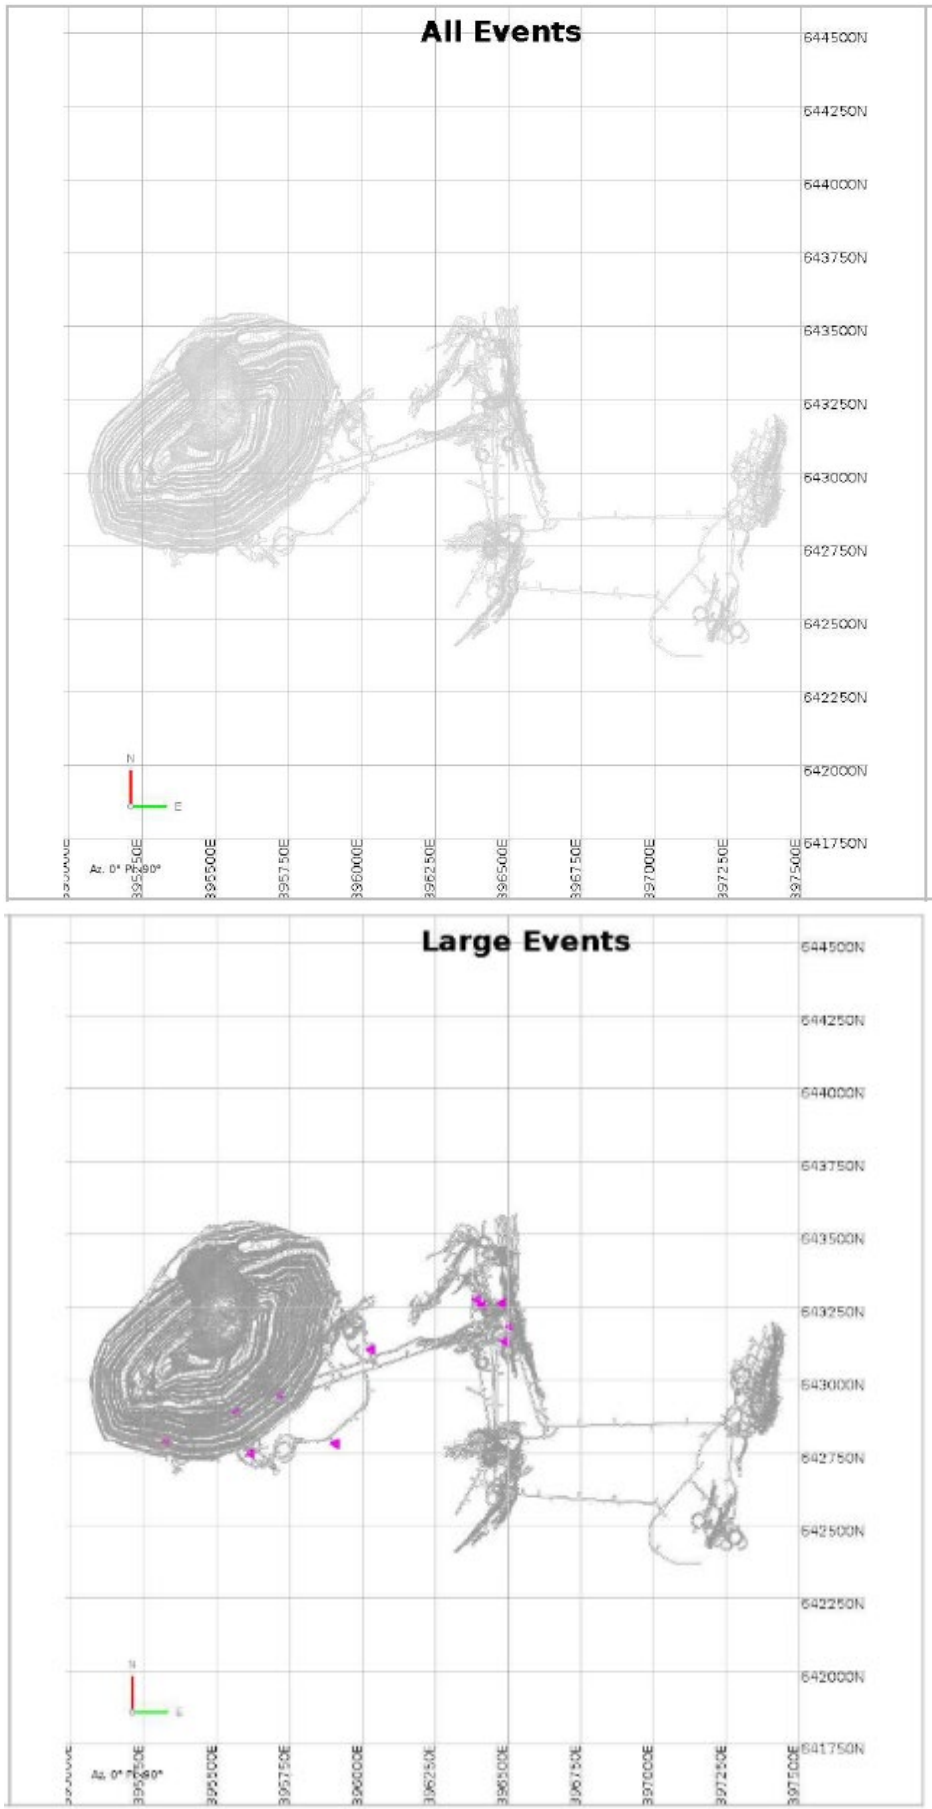 All Events
644500N
644250N
644000N
643750N
643500N
643250N
643000N
642750N
642500N
642250N
N
642000N
E
641750N
395500E
395750E
396000E
396250E
396500E
396750E
397000E
397250E
397500E
Large Events
644500N
644250N
644000N
643750N
643500N
643250N
643000N
642750N
642500N
642250N
N
642000N
E
641750N
395500E
395750E
396000E
396250E
396500E
396750E
397000E
397250E
397500E